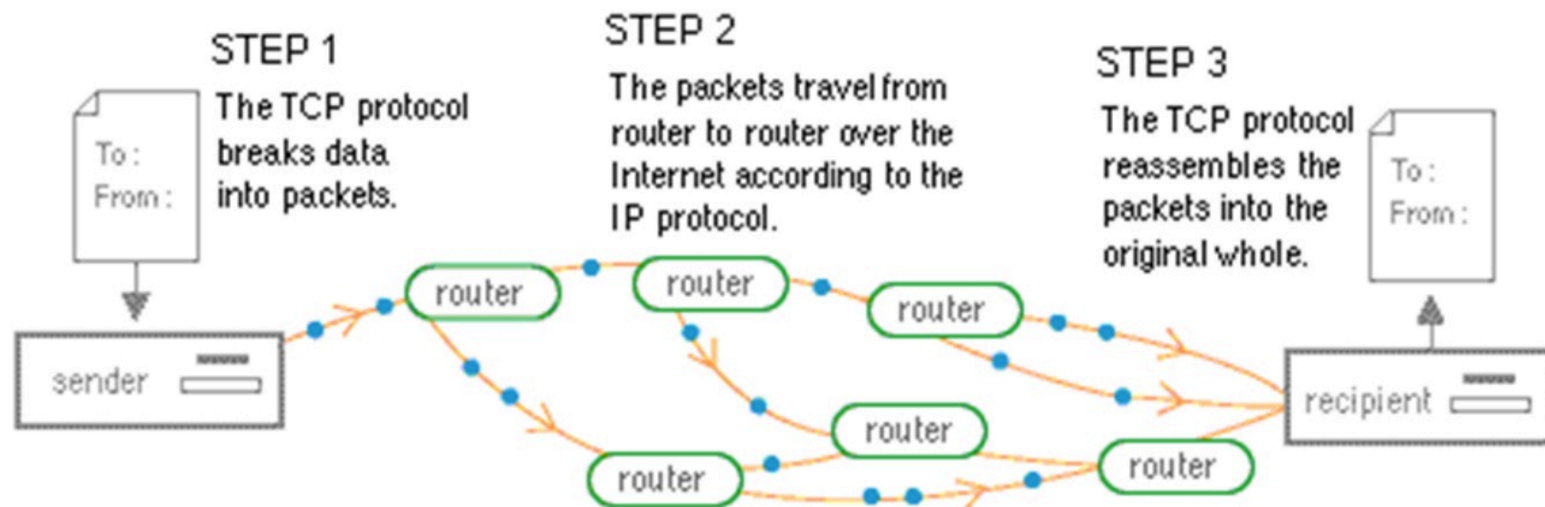 STEP 1
The TCP protocol
breaks data
into packets.
STEP 2
The packets travel from
router to router over the
Internet according to the
IP protocol.
STEP 3
The TCP protocol
reassembles the
packets into the
original whole.
To :
From :
To :
From :
sender
router
router
router
router
router
router
recipient